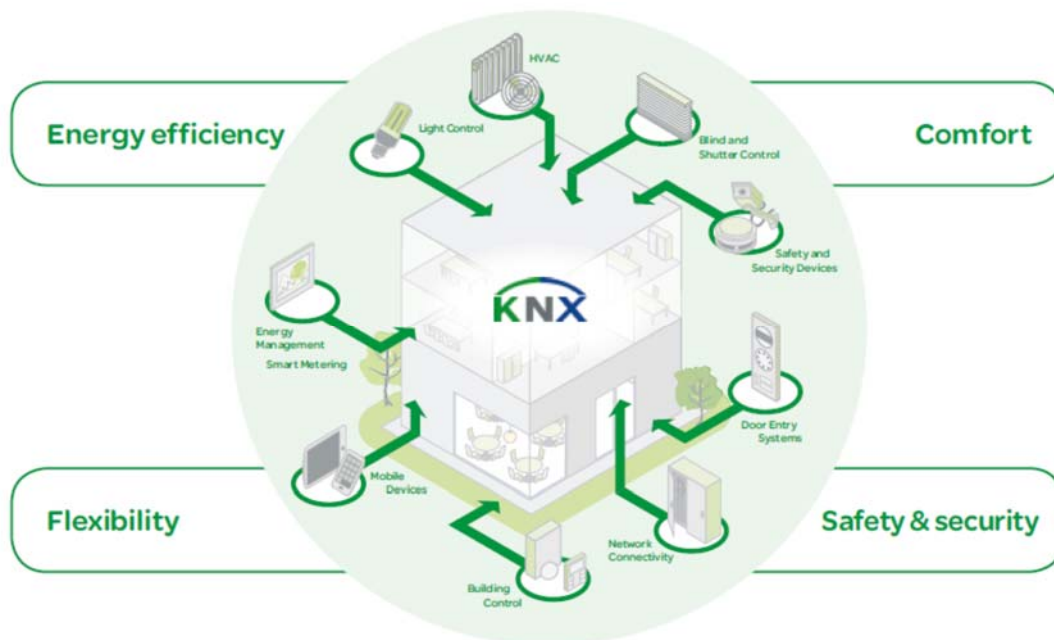 HVAC
Energy efficiency
Light Control
Blind and
Shutter Control
Comfort
Safety and
Security Devices
KNX
Energy
Management
Smart Metering
Door Entry
Systems
Mobile
Devices
Flexibility
Network
Connectivity
Safety & security
Building
Control